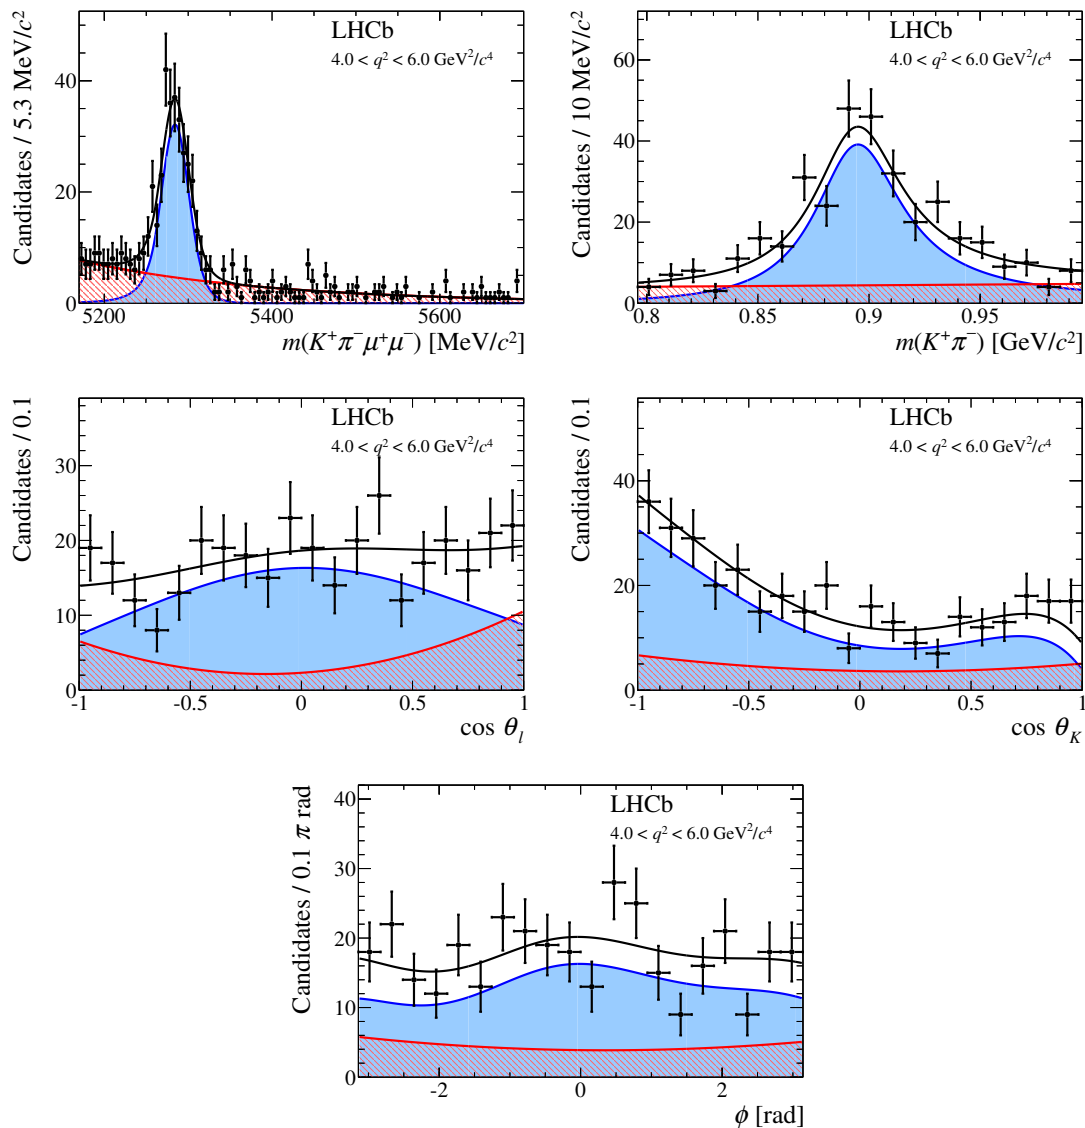 LHCb
4.0 < q² < 6.0 GeV²/c⁴
Candidates / 5.3 MeV/c²
0
20
40
5200
5400
5600
m(K⁺π⁻μ⁺μ⁻) [MeV/c²]
LHCb
4.0 < q² < 6.0 GeV²/c⁴
Candidates / 10 MeV/c²
0
20
40
60
0.8
0.85
0.9
0.95
m(K⁺π⁻) [GeV/c²]
LHCb
4.0 < q² < 6.0 GeV²/c⁴
Candidates / 0.1
0
10
20
30
-1
-0.5
0
0.5
1
cos θ_l
LHCb
4.0 < q² < 6.0 GeV²/c⁴
Candidates / 0.1
0
20
40
-1
-0.5
0
0.5
1
cos θ_K
LHCb
4.0 < q² < 6.0 GeV²/c⁴
Candidates / 0.1 π rad
0
10
20
30
40
-2
0
2
ϕ [rad]